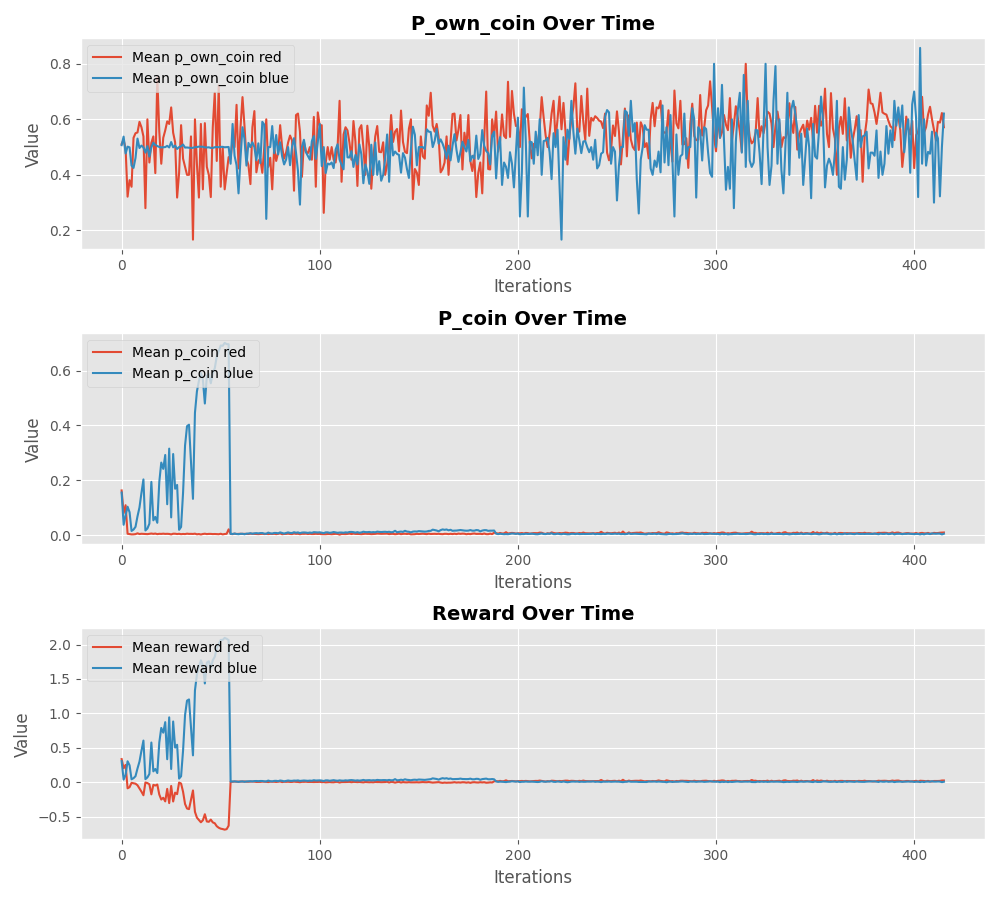 P_own_coin Over Time
Mean p_own_coin red
Mean p_own_coin blue
Value
0.8
0.6
0.4
0.2
0 100 200 300 400
Iterations
P_coin Over Time
Mean p_coin red
Mean p_coin blue
Value
0.6
0.4
0.2
0.0
0 100 200 300 400
Iterations
Reward Over Time
Mean reward red
Mean reward blue
Value
2.0
1.5
1.0
0.5
0.0
−0.5
0 100 200 300 400
Iterations